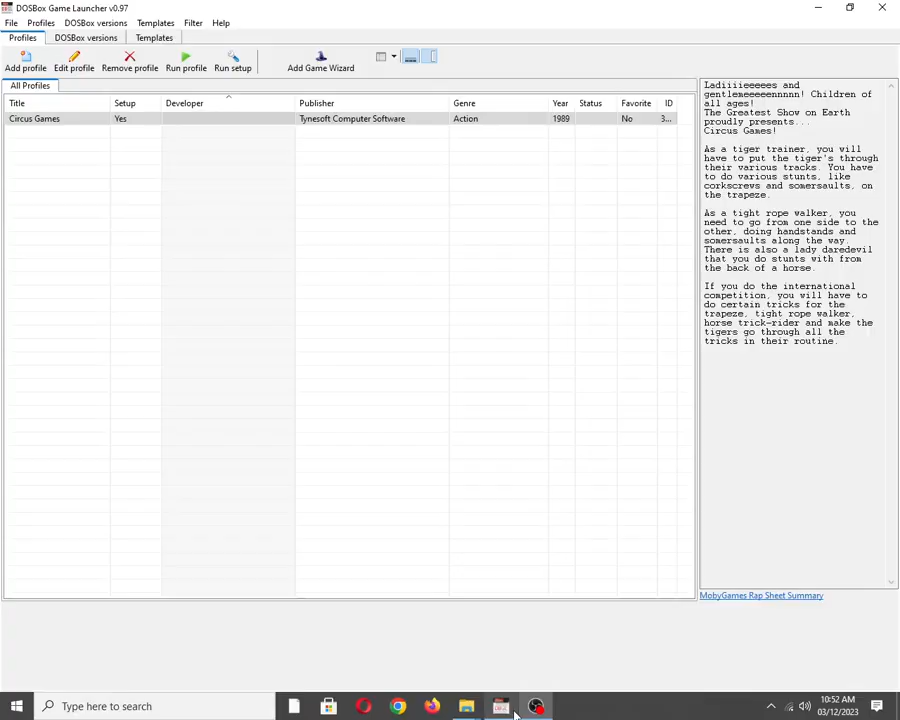 DOSBox Game Launcher v0.97
File Profiles DOSBox versions Templates Filter Help
Profiles DOSBox versions Templates
Add profile Edit profile Remove profile Run profile Run setup Add Game Wizard
All Profiles
Title Setup Developer Publisher Genre Year Status Favorite ID
Circus Games Yes Tynesoft Computer Software Action 1989 No 3...
Ladiiiieeeees and
gentlemeeeeennnnn! Children of
all ages!
The Greatest Show on Earth
proudly presents...
Circus Games!
As a tiger trainer, you will
have to put the tiger's through
their various tracks. You have
to do various stunts, like
corkscrews and somersaults, on
the trapeze.
As a tight rope walker, you
need to go from one side to the
other, doing handstands and
somersaults along the way.
There is also a lady daredevil
that you do stunts with from
the back of a horse.
If you do the international
competition, you will have to
do certain tricks for the
trapeze, tight rope walker,
horse trick-rider and make the
tigers go through all the
tricks in their routine.
MobyGames Rap Sheet Summary
Type here to search
10:52 AM
03/12/2023